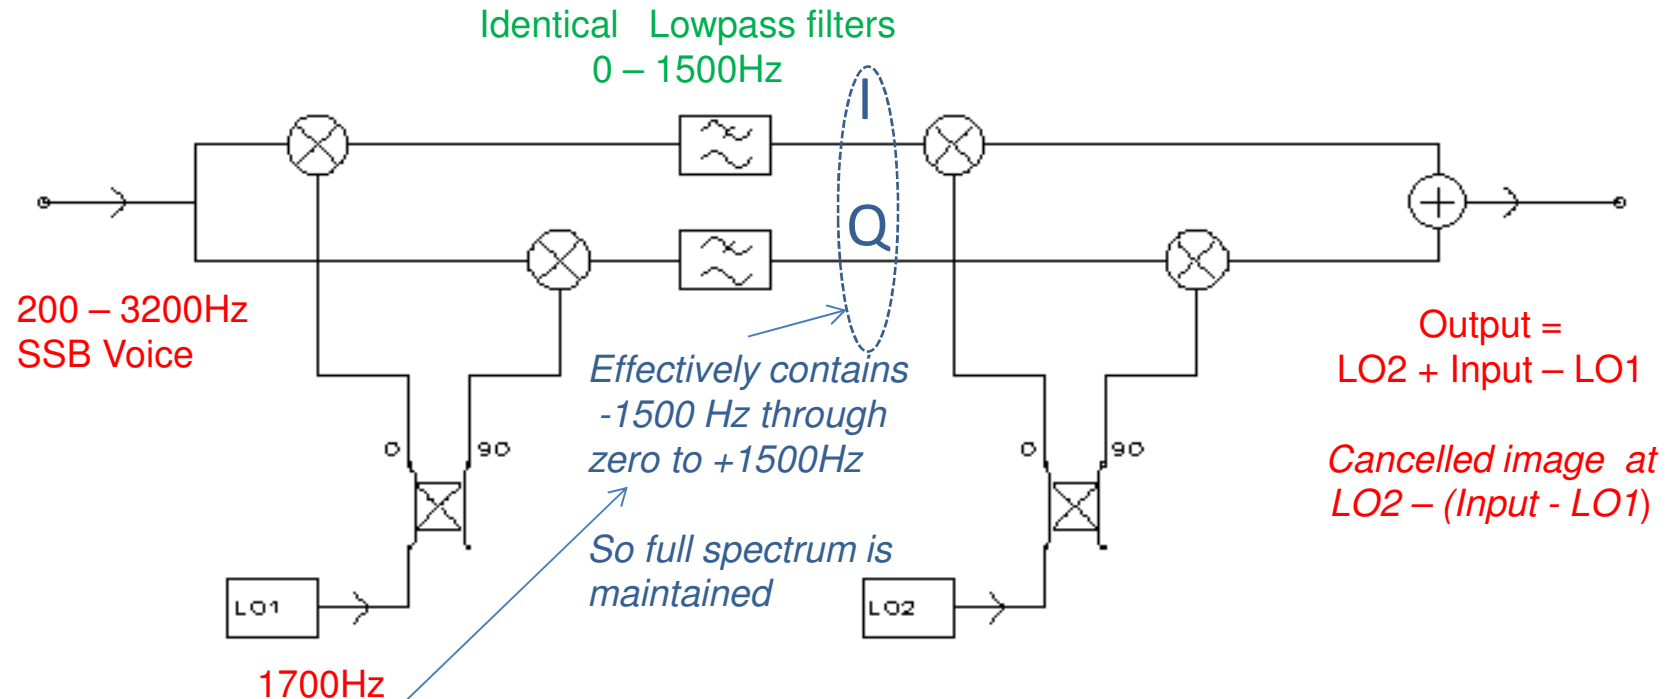 Identical Lowpass filters
0 – 1500Hz
I
Q
200 – 3200Hz
SSB Voice
Effectively contains
-1500 Hz through
zero to +1500Hz
So full spectrum is
maintained
Output =
LO2 + Input – LO1
Cancelled image at
LO2 – (Input - LO1)
0 90
0 90
LO1
LO2
1700Hz